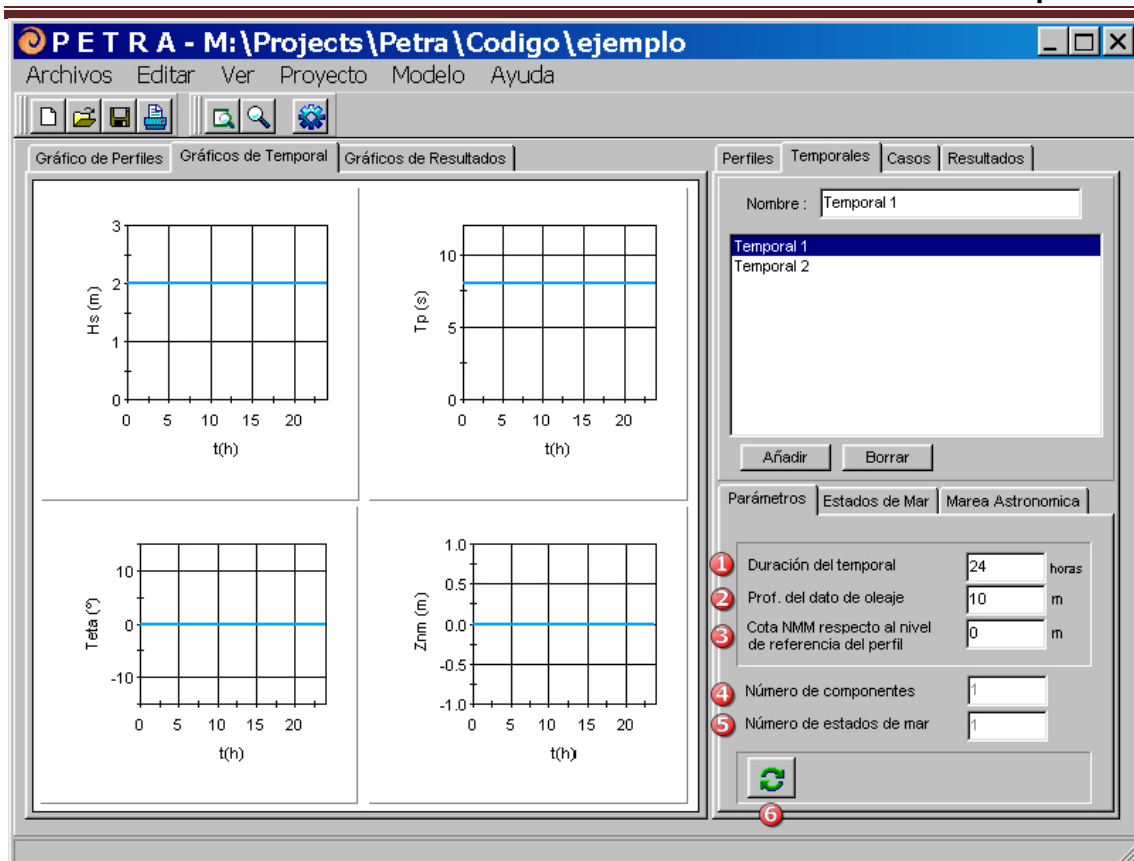 P E T R A - M:\Projects\Petra\Codigo\ejemplo
Archivos Editar Ver Proyecto Modelo Ayuda
Gráfico de Perfiles Gráficos de Temporal Gráficos de Resultados
Perfiles Temporales Casos Resultados
Nombre : Temporal 1
Temporal 1
Temporal 2
Añadir Borrar
Parámetros Estados de Mar Marea Astronomica
1 Duración del temporal 24 horas
2 Prof. del dato de oleaje 10 m
3 Cota NMM respecto al nivel
de referencia del perfil 0 m
4 Número de componentes 1
5 Número de estados de mar 1
6
Hs (m)
3
2
1
0
0 5 10 15 20
t(h)
Tp (s)
10
5
0
0 5 10 15 20
t(h)
Teta (º)
10
0
-10
0 5 10 15 20
t(h)
Znm (m)
1.0
0.5
0.0
-0.5
-1.0
0 5 10 15 20
t(h)